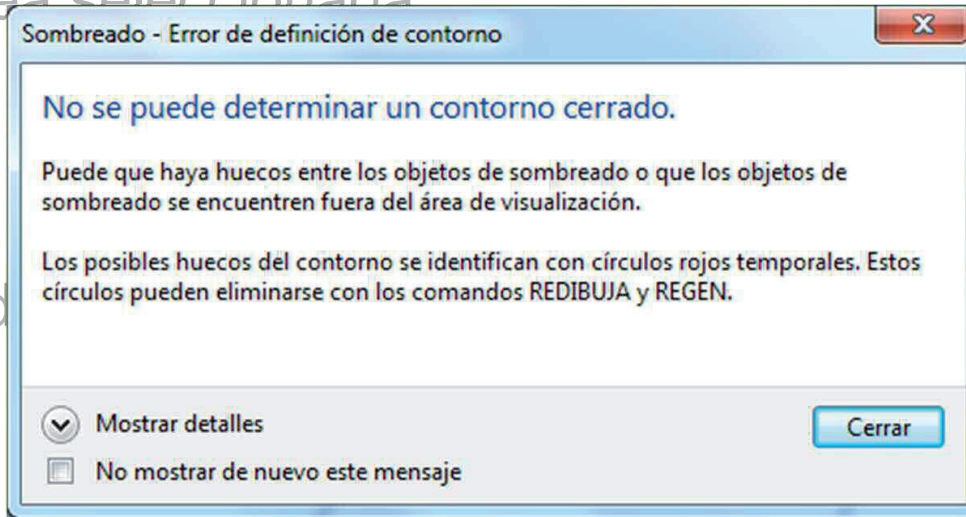 Sombreado - Error de definición de contorno
No se puede determinar un contorno cerrado.
Puede que haya huecos entre los objetos de sombreado o que los objetos de
sombreado se encuentren fuera del área de visualización.
Los posibles huecos del contorno se identifican con círculos rojos temporales. Estos
círculos pueden eliminarse con los comandos REDIBUJA y REGEN.
Mostrar detalles
Cerrar
No mostrar de nuevo este mensaje